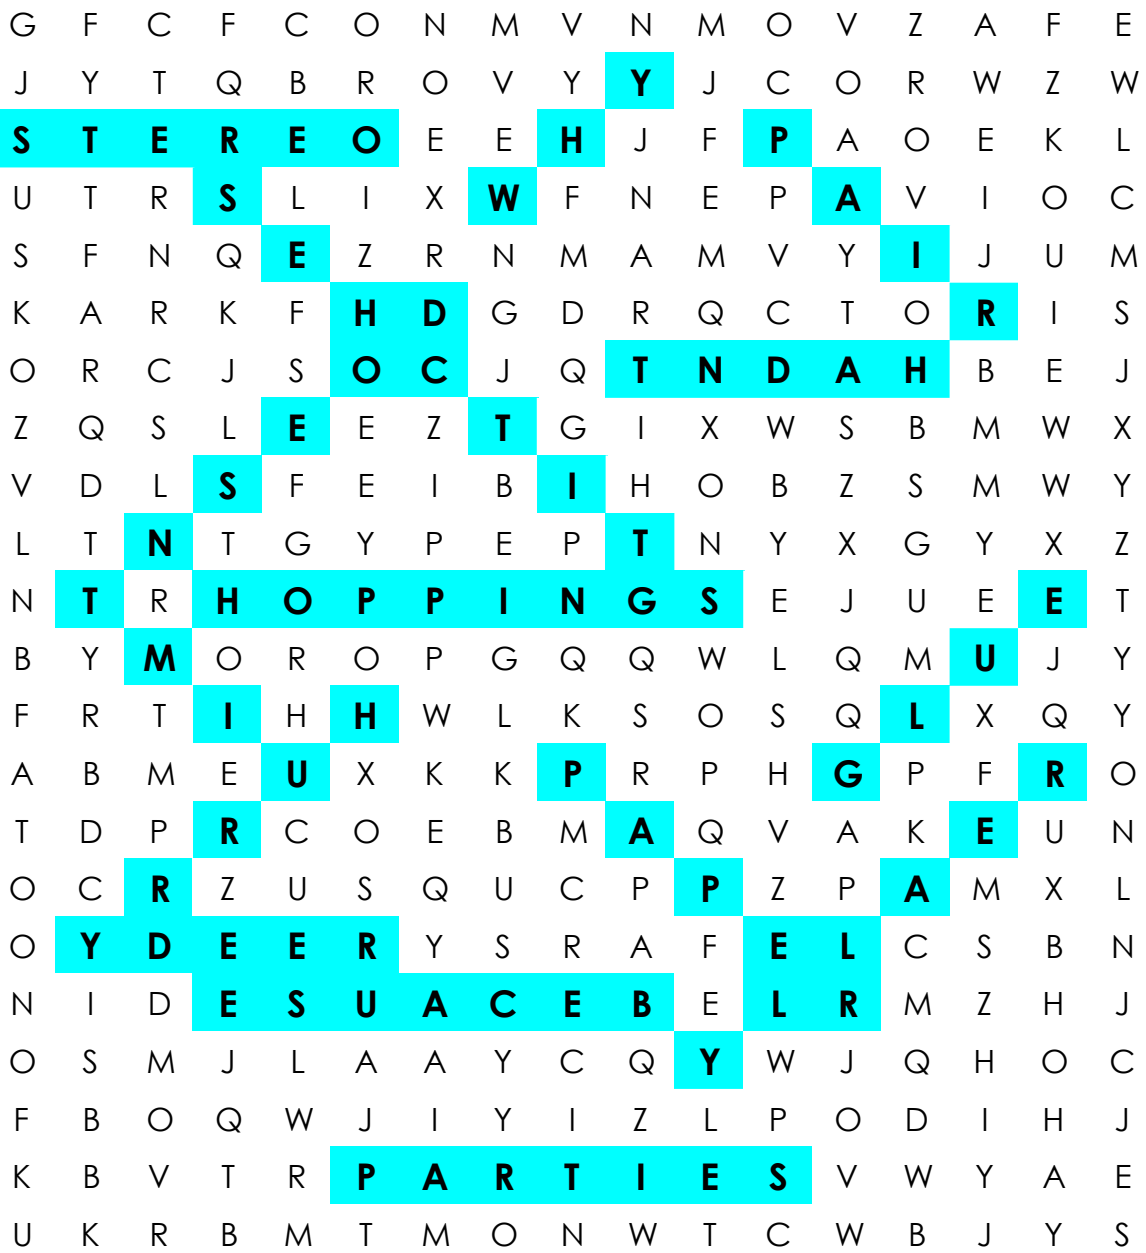 G F C F C O N M V N M O V Z A F E
J Y T Q B R O V Y Y J C O R W Z W
S T E R E O E E H J F P A O E K L
U T R S L I X W F N E P A V I O C
S F N Q E Z R N M A M V Y I J U M
K A R K F H D G D R Q C T O R I S
O R C J S O C J Q T N D A H B E J
Z Q S L E E Z T G I X W S B M W X
V D L S F E I B I H O B Z S M W Y
L T N T G Y P E P T N Y X G Y X Z
N T R H O P P I N G S E J U E E T
B Y M O R O P G Q Q W L Q M U J Y
F R T I H H W L K S O S Q L X Q Y
A B M E U X K K P R P H G P F R O
T D P R C O E B M A Q V A K E U N
O C R Z U S Q U C P P Z P A M X L
O Y D E E R Y S R A F E L C S B N
N I D E S U A C E B E L R M Z H J
O S M J L A A Y C Q Y W J Q H O C
F B O Q W J I Y I Z L P O D I H J
K B V T R P A R T I E S V W Y A E
U K R B M T M O N W T C W B J Y S